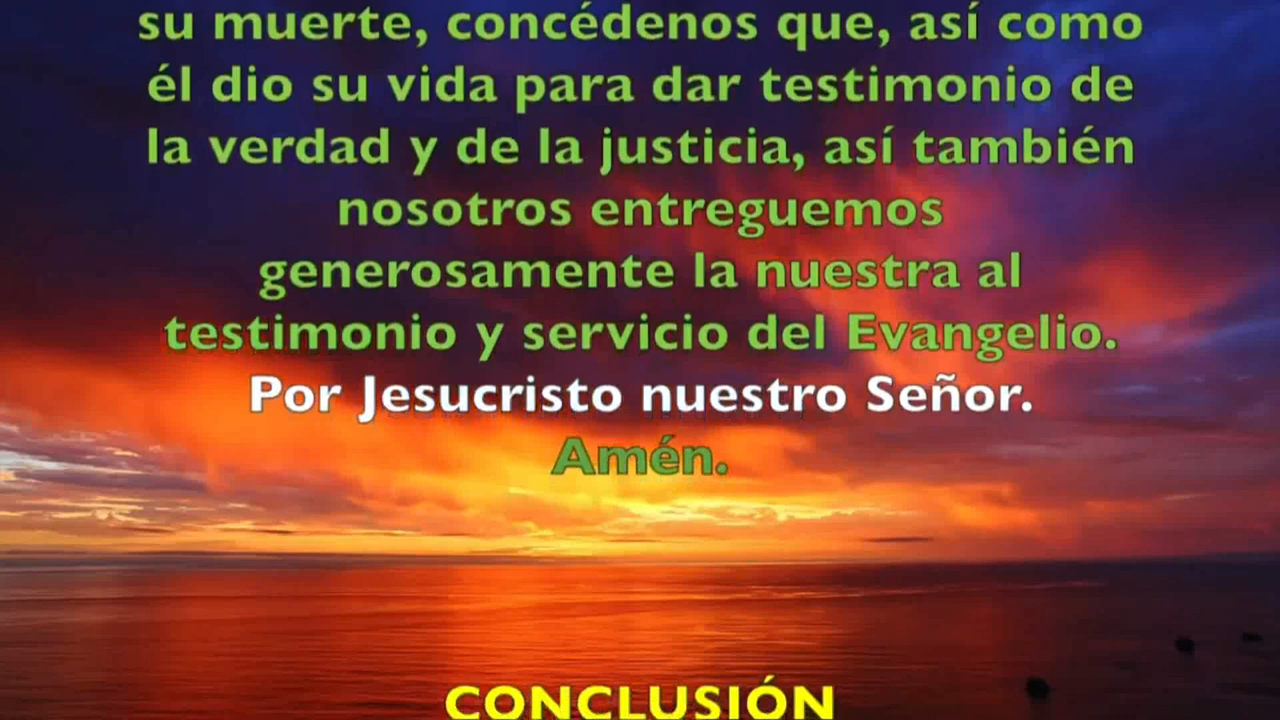 su muerte, concédenos que, así como
él dio su vida para dar testimonio de
la verdad y de la justicia, así también
nosotros entreguemos
generosamente la nuestra al
testimonio y servicio del Evangelio.
Por Jesucristo nuestro Señor.
Amén.
CONCLUSIÓN